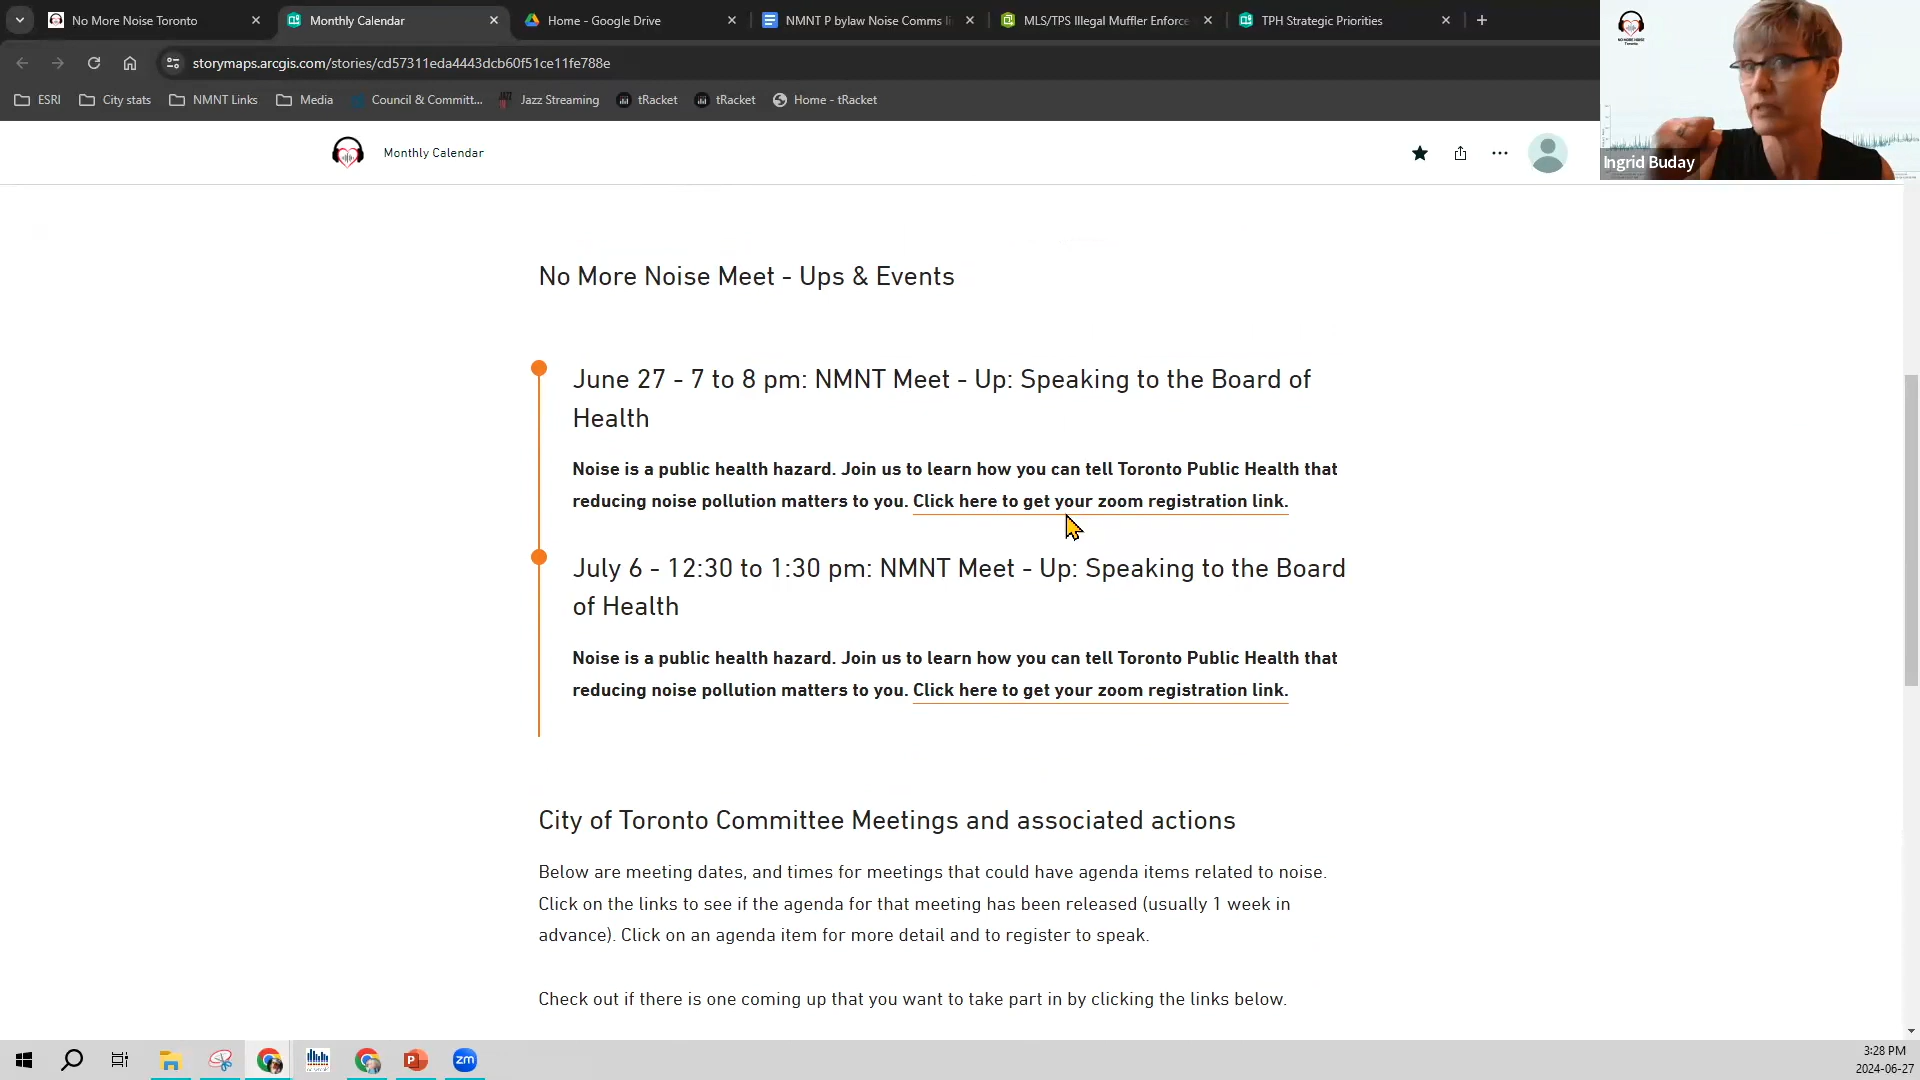 No More Noise Toronto
Monthly Calendar
Home - Google Drive
NMNT P bylaw Noise Comms li
MLS/TPS Illegal Muffler Enforce
TPH Strategic Priorities
storymaps.arcgis.com/stories/cd57311eda4443dcb60f51ce11fe788e
ESRI
City stats
NMNT Links
Media
Council & Committ...
Jazz Streaming
tRacket
tRacket
Home - tRacket
Monthly Calendar
NO MORE NOISE
Toronto
Ingrid Buday
No More Noise Meet - Ups & Events
June 27 - 7 to 8 pm: NMNT Meet - Up: Speaking to the Board of
Health
Noise is a public health hazard. Join us to learn how you can tell Toronto Public Health that
reducing noise pollution matters to you. Click here to get your zoom registration link.
July 6 - 12:30 to 1:30 pm: NMNT Meet - Up: Speaking to the Board
of Health
Noise is a public health hazard. Join us to learn how you can tell Toronto Public Health that
reducing noise pollution matters to you. Click here to get your zoom registration link.
City of Toronto Committee Meetings and associated actions
Below are meeting dates, and times for meetings that could have agenda items related to noise.
Click on the links to see if the agenda for that meeting has been released (usually 1 week in
advance). Click on an agenda item for more detail and to register to speak.
Check out if there is one coming up that you want to take part in by clicking the links below.
zm
3:28 PM
2024-06-27